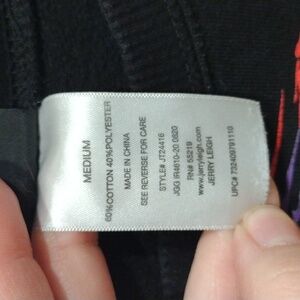 MEDIUM
60%COTTON 40%POLYESTER
MADE IN CHINA
SEE REVERSE FOR CARE
STYLE# JT24416
JGG IR4610-20 0820
RN# 55219
www.jerryleigh.com
JERRY LEIGH
UPC# 732409791110